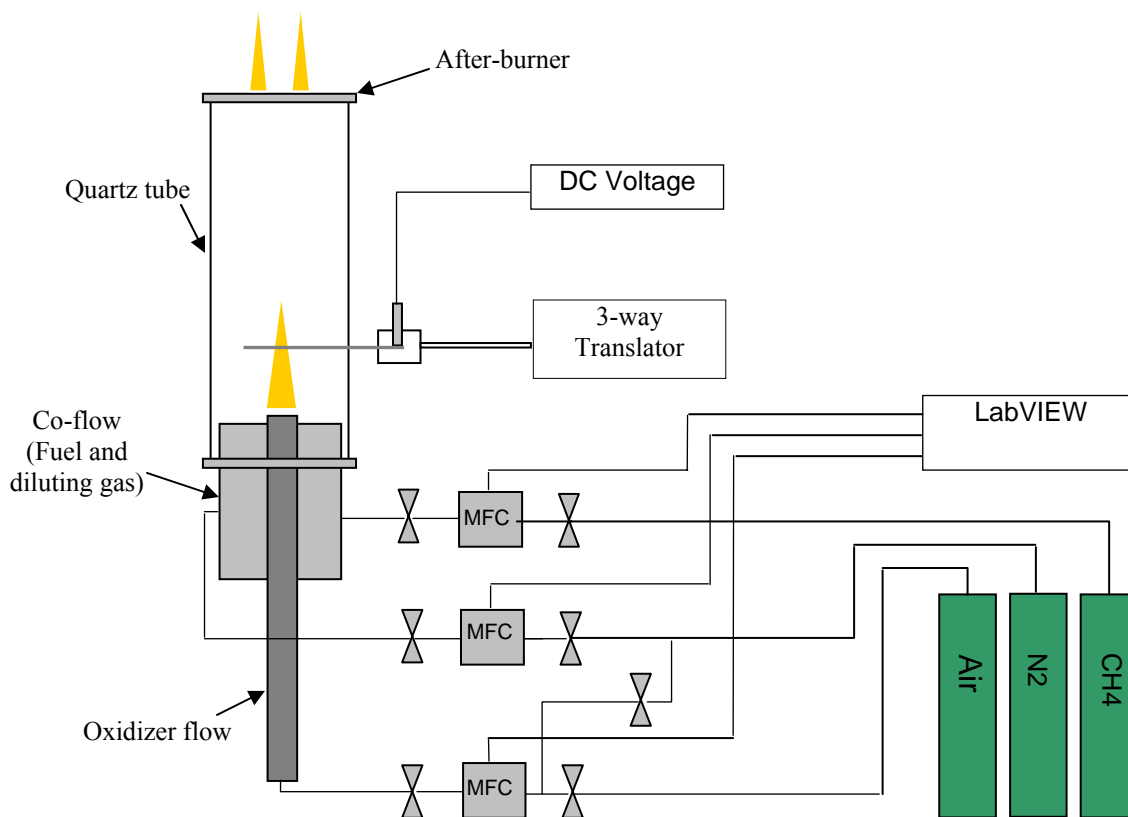 After-burner
Quartz tube
DC Voltage
3-way
Translator
Co-flow
(Fuel and
diluting gas)
LabVIEW
MFC
MFC
Air
N2
CH4
Oxidizer flow
MFC